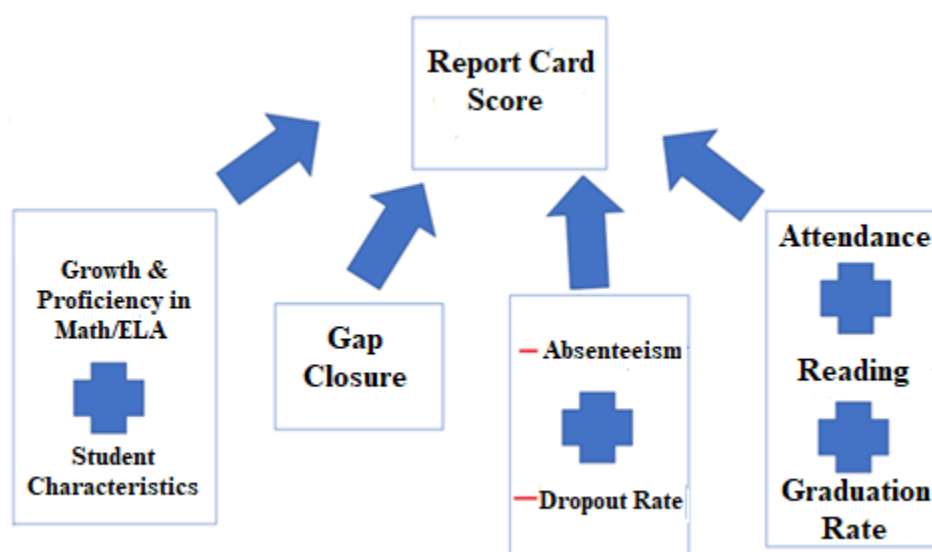 Report Card
Score
Growth &
Proficiency in
Math/ELA
Student
Characteristics
Gap
Closure
– Absenteeism
– Dropout Rate
Attendance
Reading
Graduation
Rate